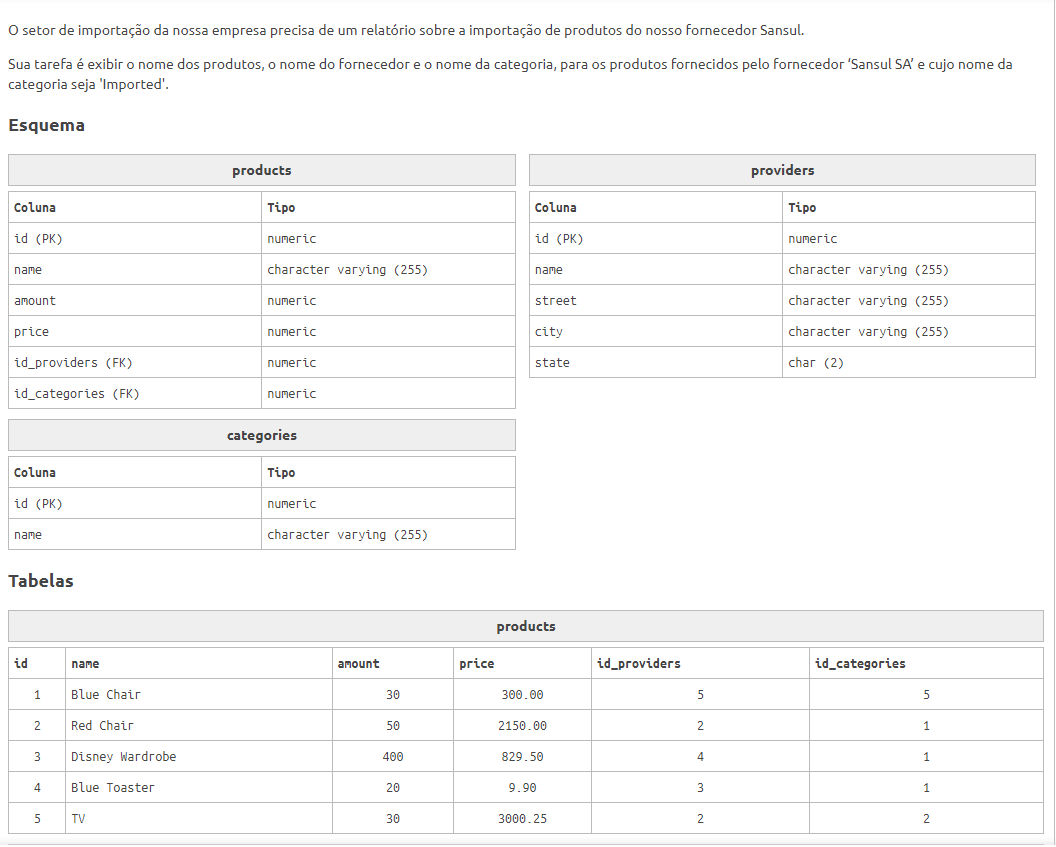 O setor de importação da nossa empresa precisa de um relatório sobre a importação de produtos do nosso fornecedor Sansul.
Sua tarefa é exibir o nome dos produtos, o nome do fornecedor e o nome da categoria, para os produtos fornecidos pelo fornecedor ‘Sansul SA’ e cujo nome da
categoria seja 'Imported'.
Esquema
products
Coluna Tipo
id (PK) numeric
name character varying (255)
amount numeric
price numeric
id_providers (FK) numeric
id_categories (FK) numeric
providers
Coluna Tipo
id (PK) numeric
name character varying (255)
street character varying (255)
city character varying (255)
state char (2)
categories
Coluna Tipo
id (PK) numeric
name character varying (255)
Tabelas
products
id name amount price id_providers id_categories
1 Blue Chair 30 300.00 5 5
2 Red Chair 50 2150.00 2 1
3 Disney Wardrobe 400 829.50 4 1
4 Blue Toaster 20 9.90 3 1
5 TV 30 3000.25 2 2